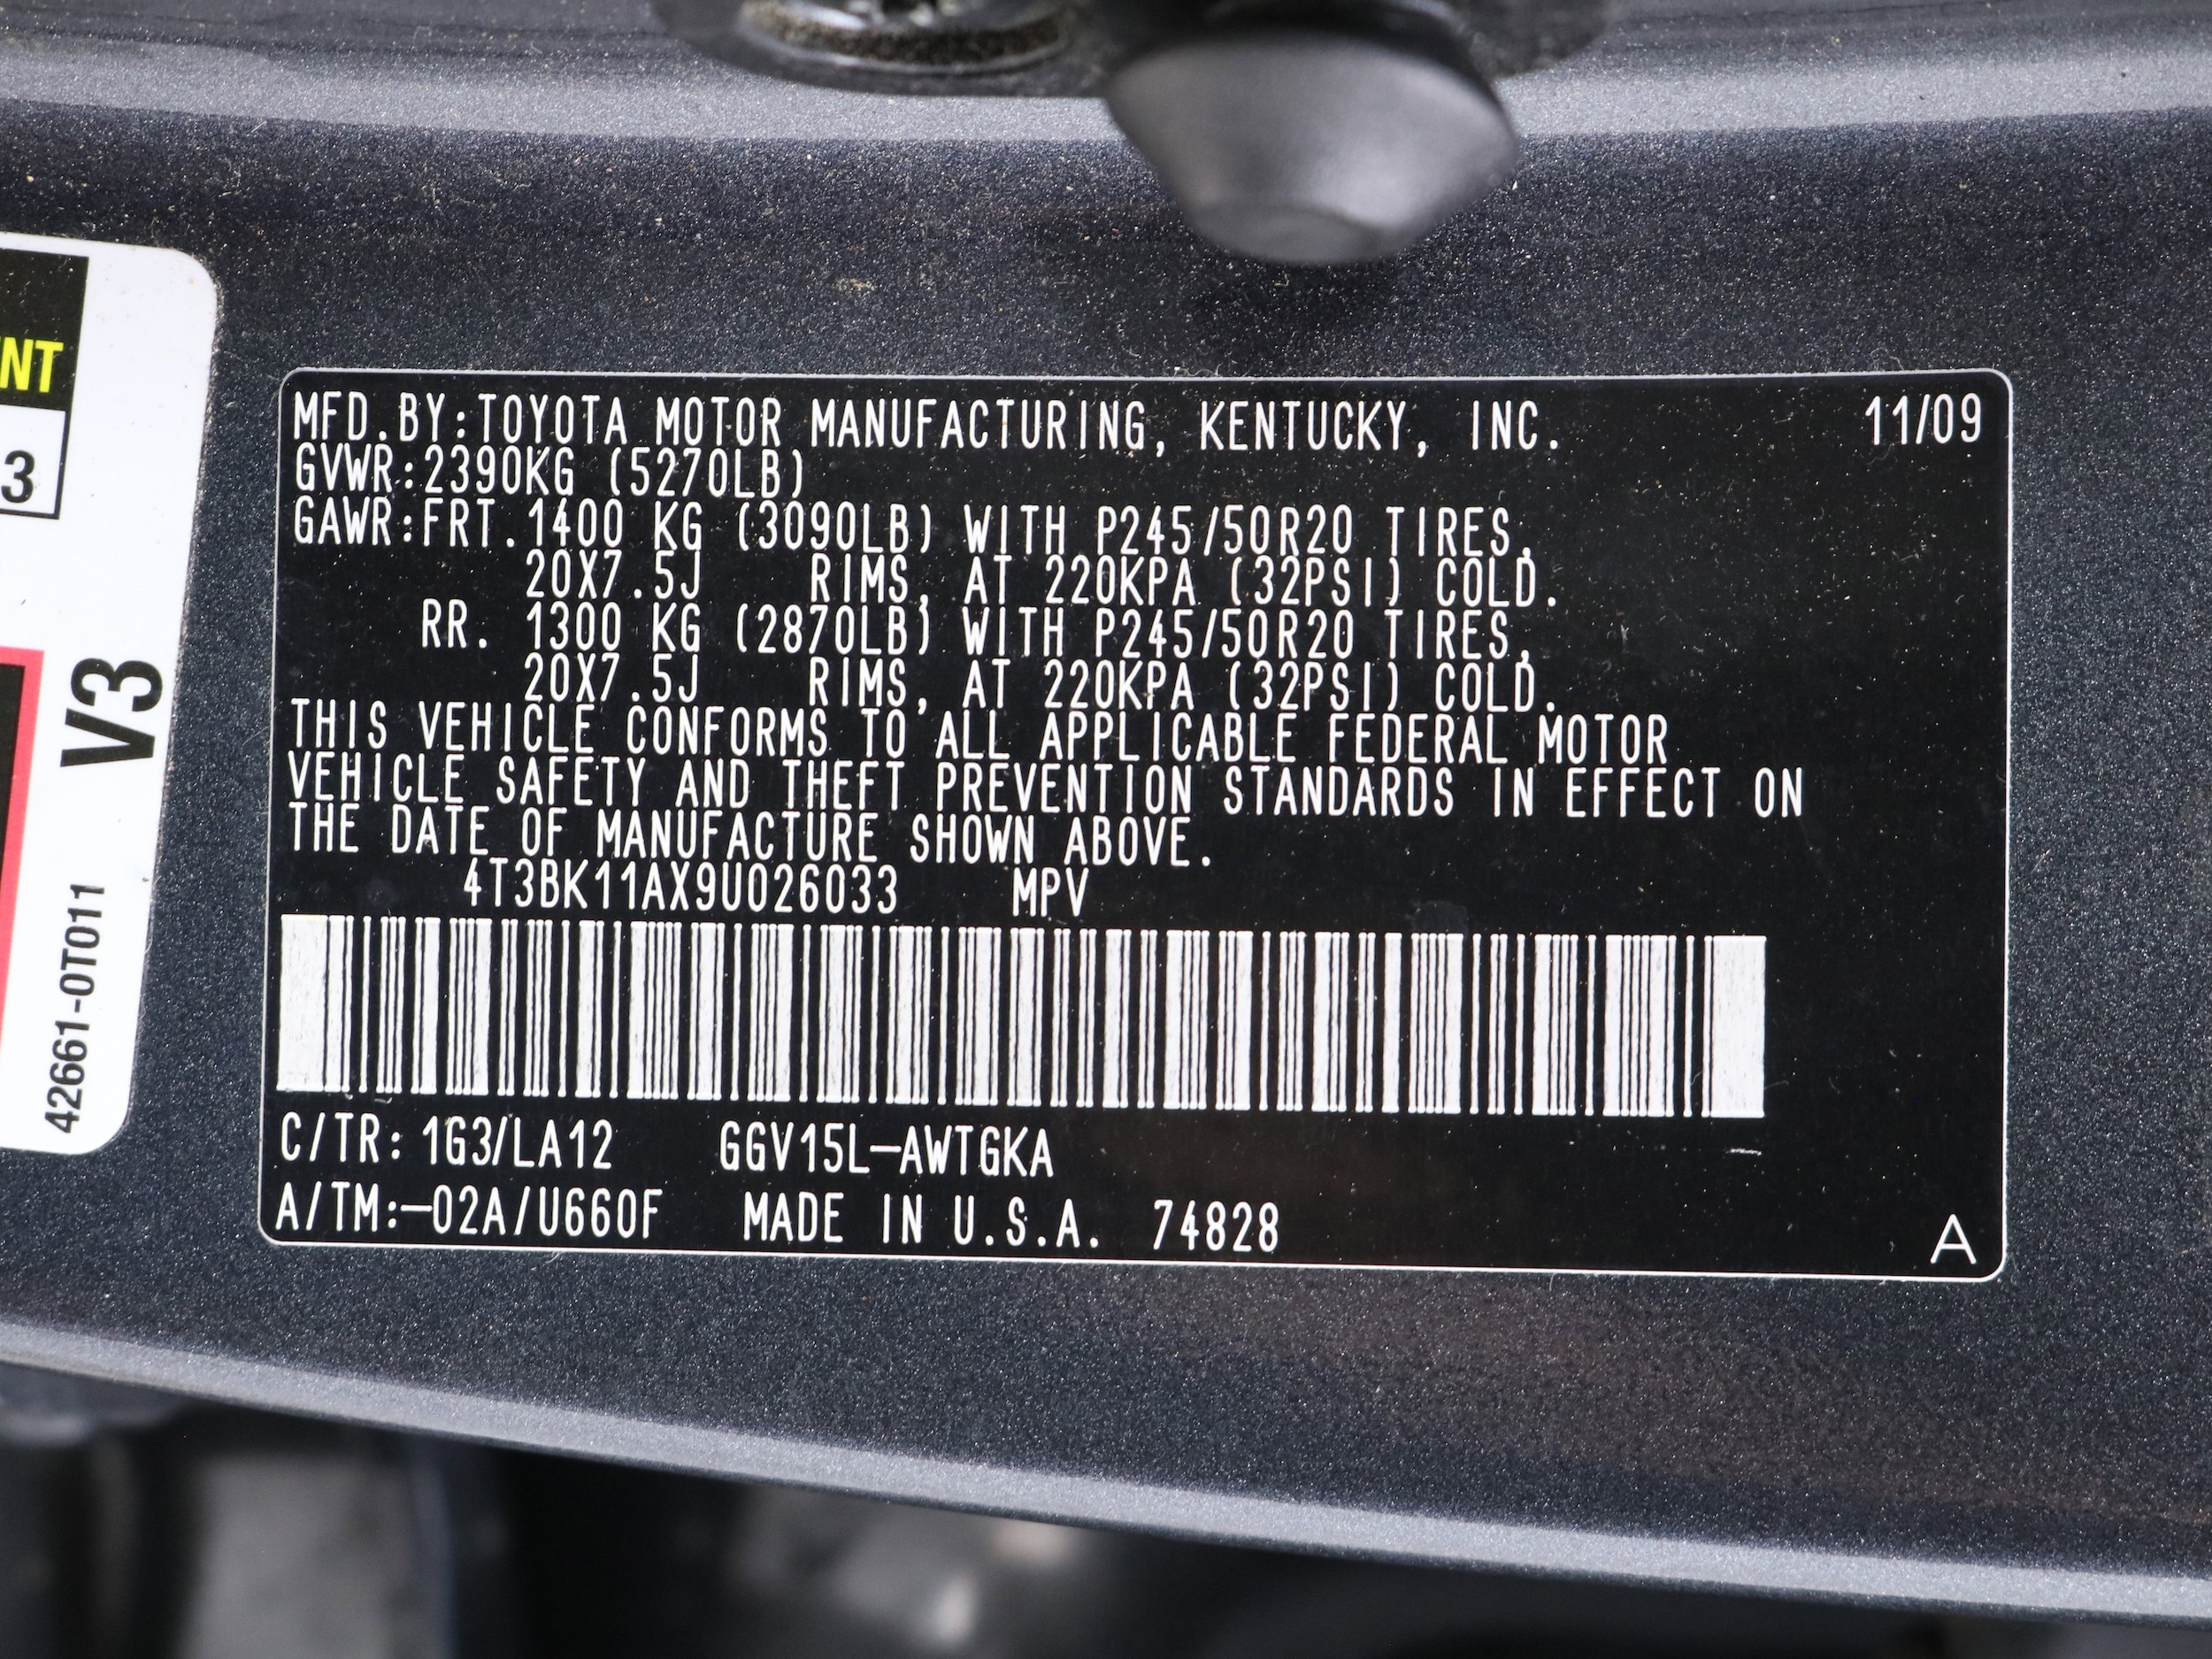 NT
3
V3
42661-0T011
MFD.BY:TOYOTA MOTOR MANUFACTURING, KENTUCKY, INC. 11/09
GVWR:2390KG (5270LB)
GAWR:FRT.1400 KG (3090LB) WITH P245/50R20 TIRES,
20X7.5J RIMS, AT 220KPA (32PSI) COLD.
RR. 1300 KG (2870LB) WITH P245/50R20 TIRES,
20X7.5J RIMS, AT 220KPA (32PSI) COLD.
THIS VEHICLE CONFORMS TO ALL APPLICABLE FEDERAL MOTOR
VEHICLE SAFETY AND THEFT PREVENTION STANDARDS IN EFFECT ON
THE DATE OF MANUFACTURE SHOWN ABOVE.
4T3BK11AX9U026033 MPV
C/TR: 1G3/LA12 GGV15L-AWTGKA
A/TM:-02A/U660F MADE IN U.S.A. 74828
A